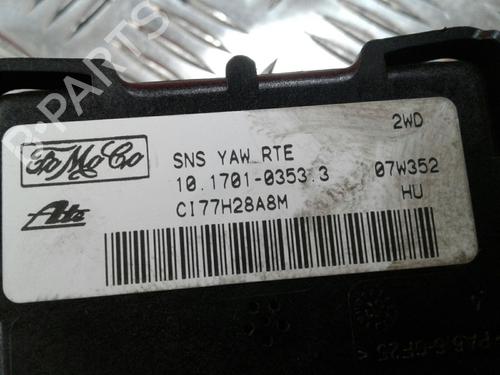 2WD
FoMoCo
SNS YAW RTE
10.1701-0353.3
07W352
Ate
CI77H28A8M
HU
B-PARTS